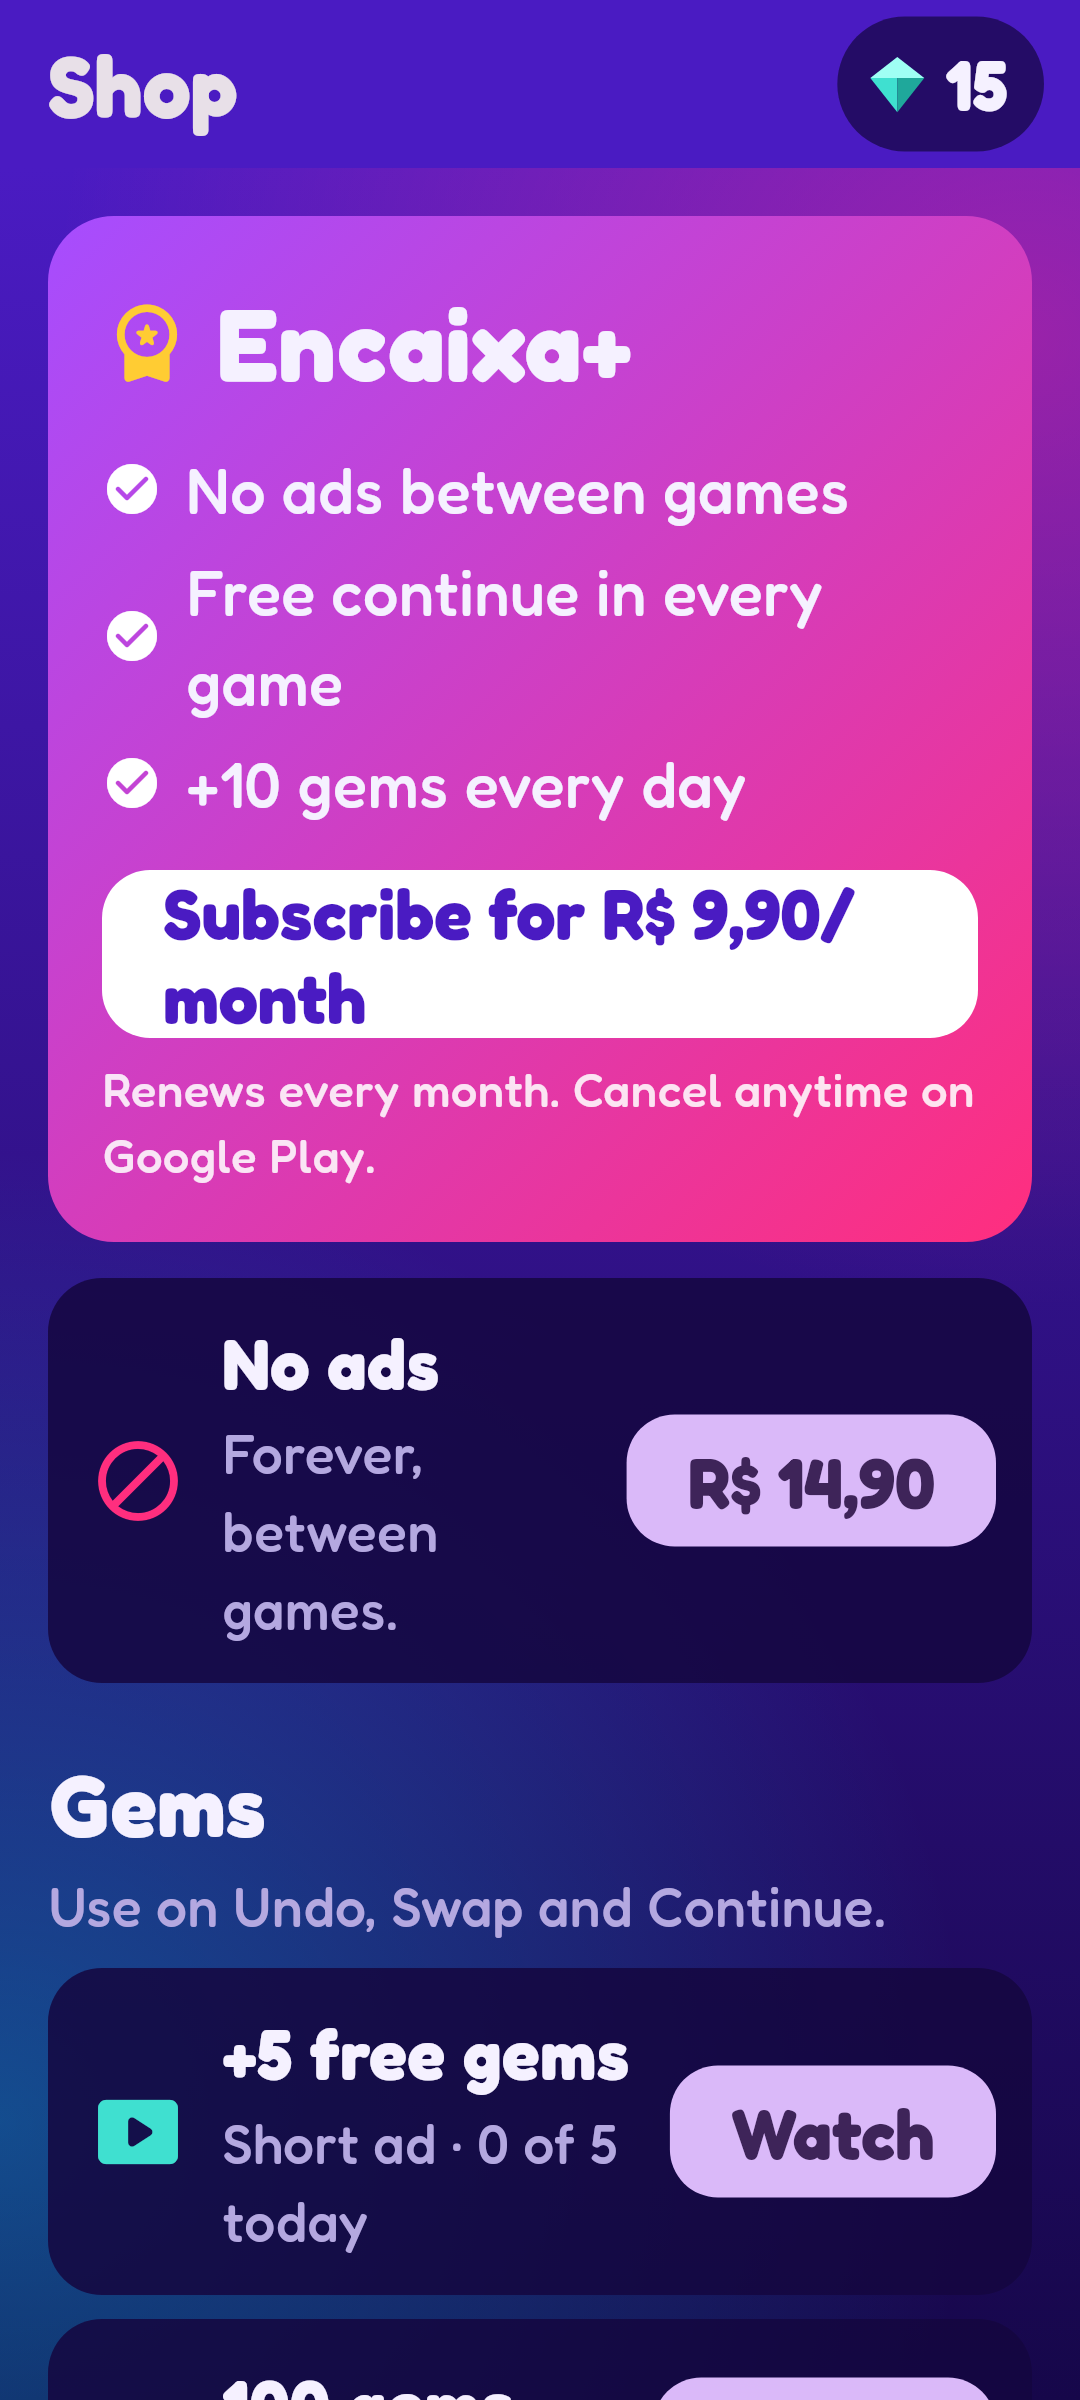 Shop
15
Encaixa+
No ads between games
Free continue in every
game
+10 gems every day
Subscribe for R$ 9,90/
month
Renews every month. Cancel anytime on
Google Play.
No ads
Forever,
between
games.
R$ 14,90
Gems
Use on Undo, Swap and Continue.
+5 free gems
Short ad · 0 of 5
today
Watch
100 gems